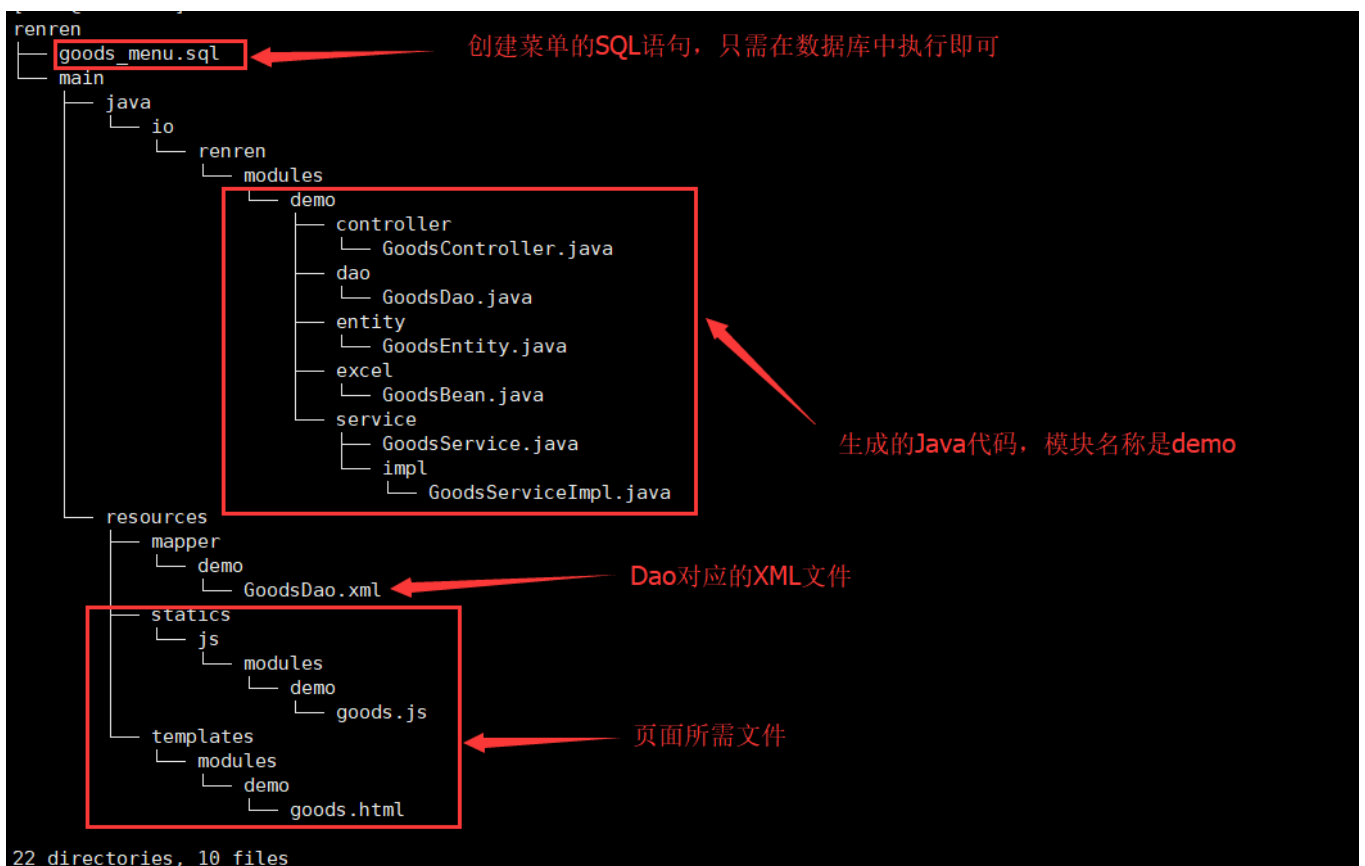 renren
├── goods_menu.sql
创建菜单的SQL语句，只需在数据库中执行即可
└── main
├── java
└── io
└── renren
└── modules
└── demo
├── controller
└── GoodsController.java
├── dao
└── GoodsDao.java
├── entity
└── GoodsEntity.java
├── excel
└── GoodsBean.java
└── service
├── GoodsService.java
生成的Java代码，模块名称是demo
└── impl
└── GoodsServiceImpl.java
└── resources
├── mapper
└── demo
Dao对应的XML文件
└── GoodsDao.xml
├── statics
└── js
└── modules
└── demo
└── goods.js
└── templates
页面所需文件
└── modules
└── demo
└── goods.html
22 directories, 10 files